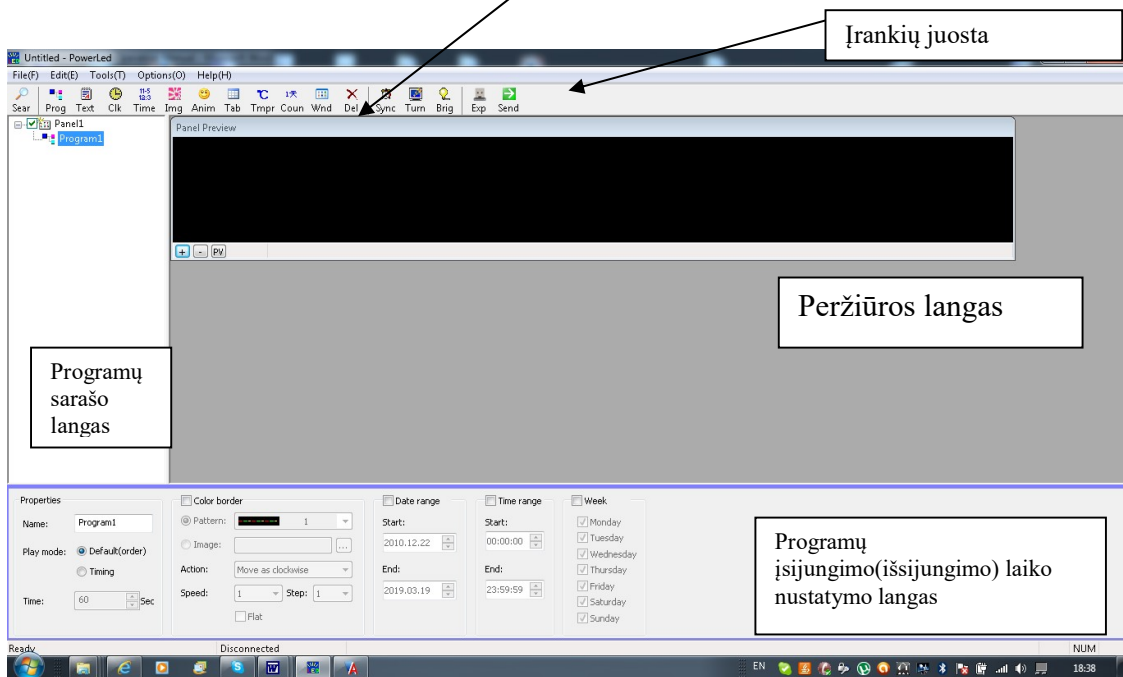 Įrankių juosta
Untitled - PowerLed
File(F) Edit(E) Tools(T) Options(O) Help(H)
Sear Prog Text Clk Time Img Anim Tab Tmpr Coun Wnd Del Sync Turn Brig Exp Send
Panel1
Program1
Panel Preview
+ - PV
Peržiūros langas
Programų
sarašo
langas
Properties
Name: Program1
Play mode: Default(order)
Timing
Time: 60 Sec
Color border
Pattern: 1
Image: ...
Action: Move as clockwise
Speed: 1 Step: 1
Flat
Date range
Start:
2010.12.22
End:
2019.03.19
Time range
Start:
00:00:00
End:
23:59:59
Week
Monday
Tuesday
Wednesday
Thursday
Friday
Saturday
Sunday
Programų
įsijungimo(išsijungimo) laiko
nustatymo langas
Ready Disconnected NUM
EN 18:38